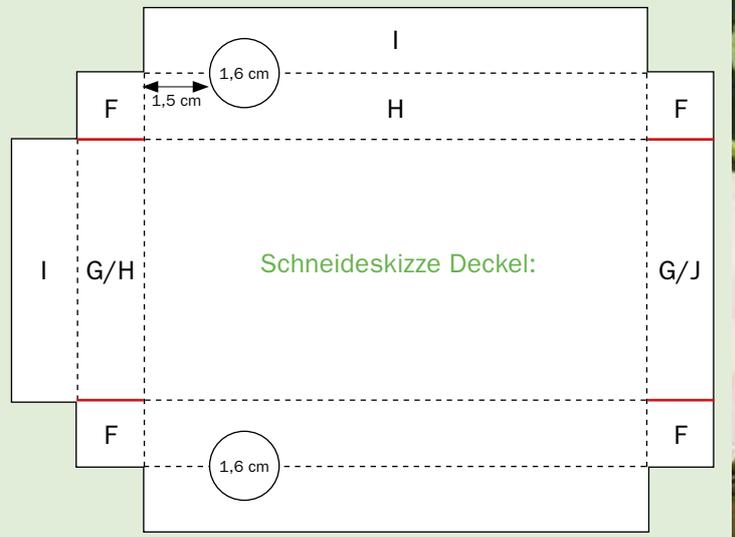 I
1,6 cm
F
1,5 cm
H
F
I
G/H
Schneideskizze Deckel:
G/J
F
1,6 cm
F